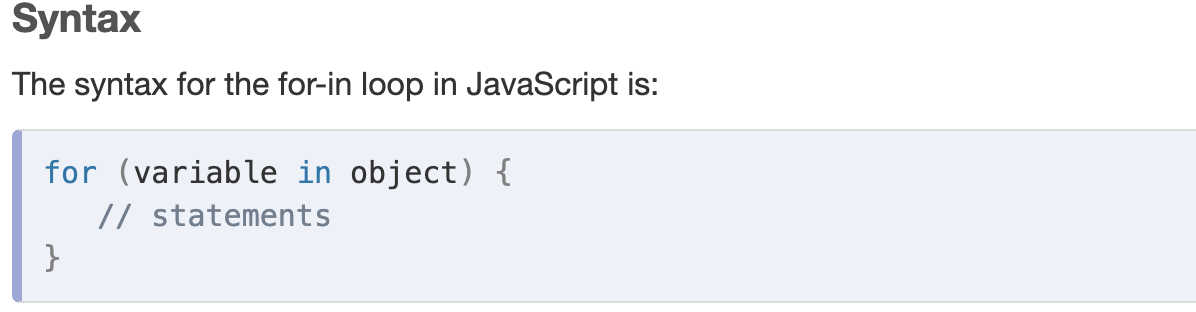 Syntax
The syntax for the for-in loop in JavaScript is:
for (variable in object) {
   // statements
}